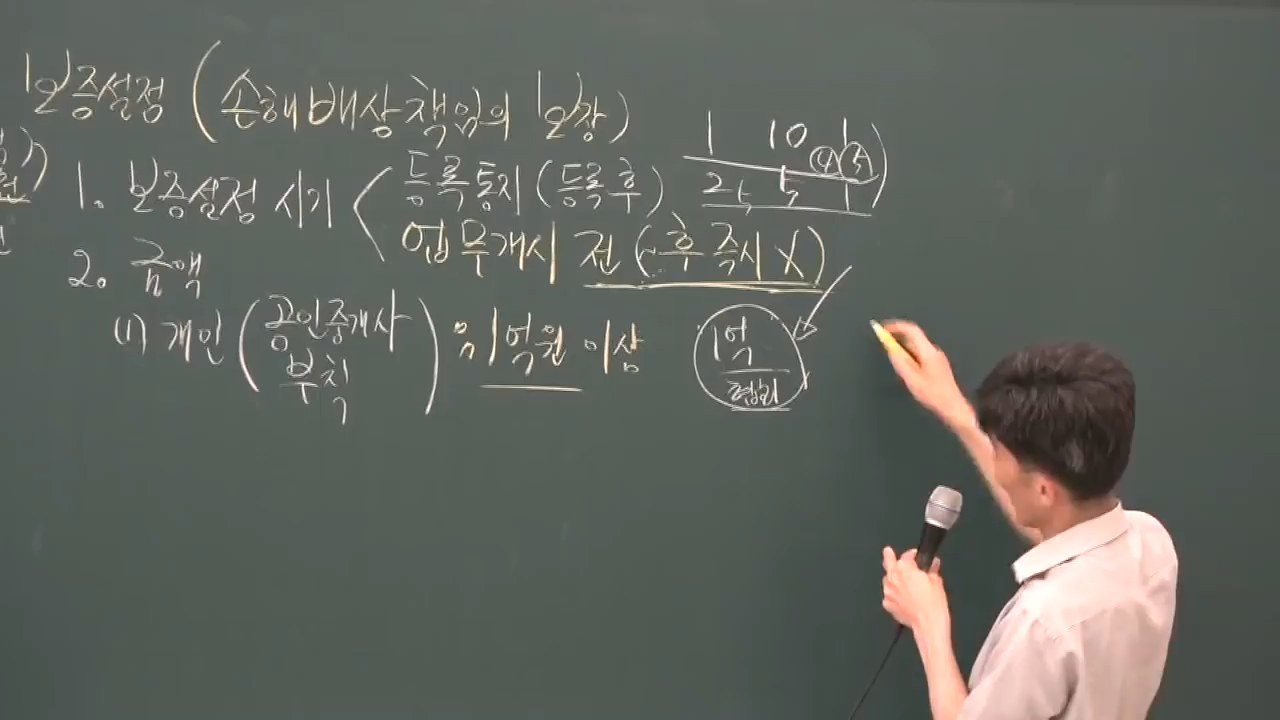 보증설정 (손해배상책임의 보장)
1. 보증설정 시기 < 등록통지 (등록후)
업무개시 전 (후 즉시 X)
1 10 1 ④ ⑤
2. 금액
(1) 개인 (공인중개사 부칙) 1억원 이상
1억